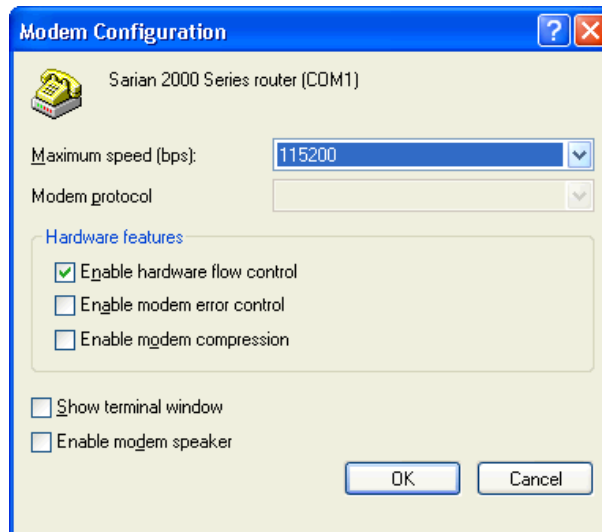 Modem Configuration
Sarian 2000 Series router (COM1)
Maximum speed (bps): 115200
Modem protocol
Hardware features
Enable hardware flow control
Enable modem error control
Enable modem compression
Show terminal window
Enable modem speaker
OK Cancel